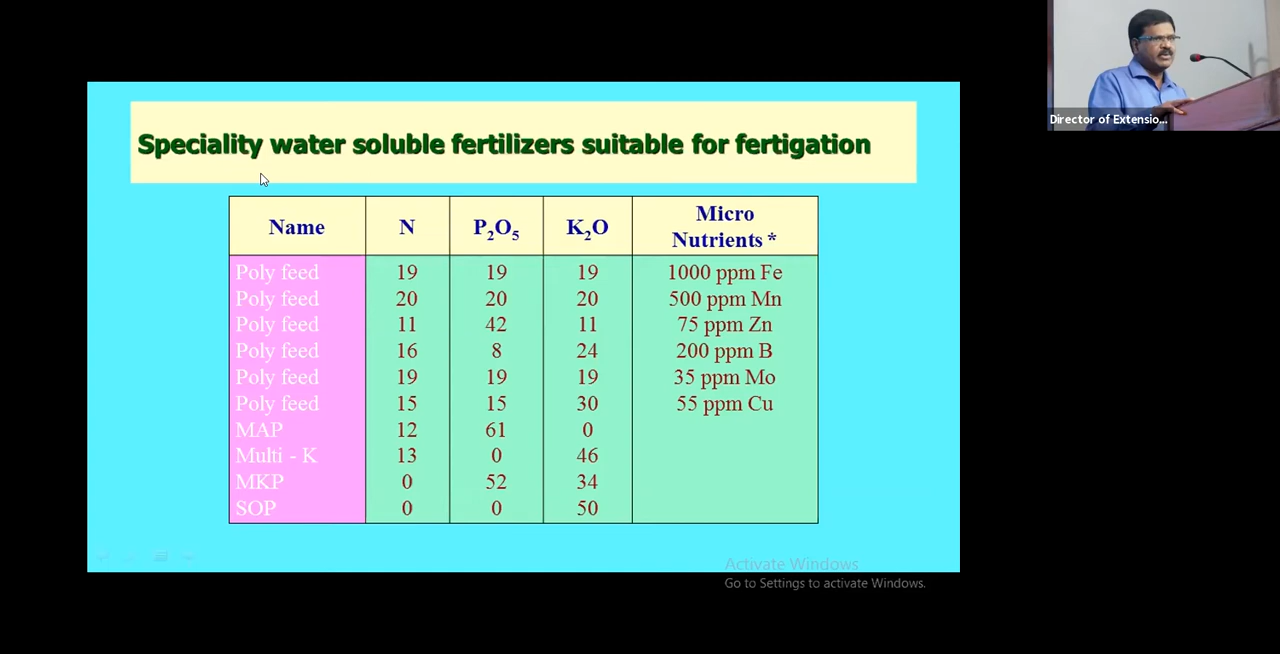 Director of Extensio...
Speciality water soluble fertilizers suitable for fertigation
Name N P₂O₅ K₂O Micro Nutrients *
Poly feed 19 19 19 1000 ppm Fe
Poly feed 20 20 20 500 ppm Mn
Poly feed 11 42 11 75 ppm Zn
Poly feed 16 8 24 200 ppm B
Poly feed 19 19 19 35 ppm Mo
Poly feed 15 15 30 55 ppm Cu
MAP 12 61 0
Multi - K 13 0 46
MKP 0 52 34
SOP 0 0 50
Activate Windows
Go to Settings to activate Windows.